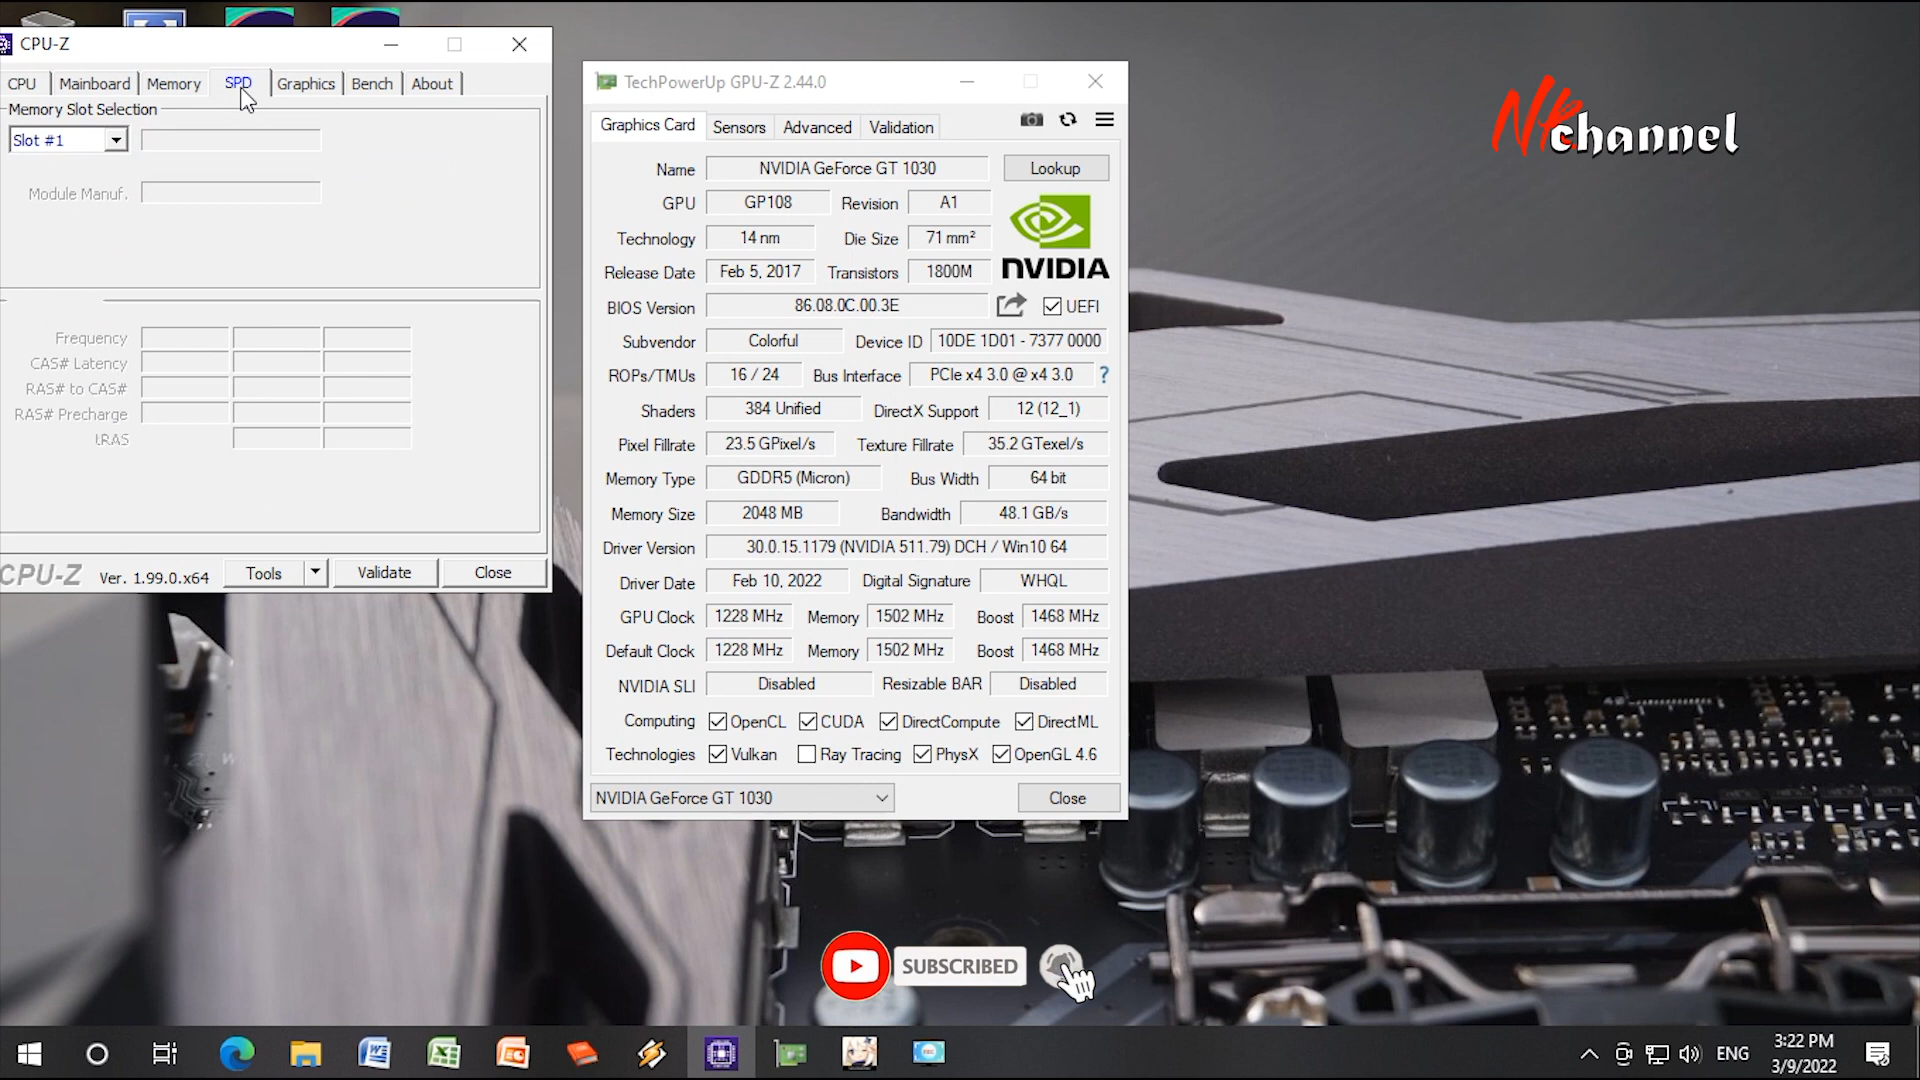 CPU-Z
CPU Mainboard Memory SPD Graphics Bench About
Memory Slot Selection
Slot #1
Module Manuf.
Frequency
CAS# Latency
RAS# to CAS#
RAS# Precharge
tRAS
CPU-Z Ver. 1.99.0.x64 Tools Validate Close
TechPowerUp GPU-Z 2.44.0
Graphics Card Sensors Advanced Validation
Name NVIDIA GeForce GT 1030 Lookup
GPU GP108 Revision A1
Technology 14 nm Die Size 71 mm²
Release Date Feb 5, 2017 Transistors 1800M
NVIDIA
BIOS Version 86.08.0C.00.3E UEFI
Subvendor Colorful Device ID 10DE 1D01 - 7377 0000
ROPs/TMUs 16 / 24 Bus Interface PCIe x4 3.0 @ x4 3.0 ?
Shaders 384 Unified DirectX Support 12 (12_1)
Pixel Fillrate 23.5 GPixel/s Texture Fillrate 35.2 GTexel/s
Memory Type GDDR5 (Micron) Bus Width 64 bit
Memory Size 2048 MB Bandwidth 48.1 GB/s
Driver Version 30.0.15.1179 (NVIDIA 511.79) DCH / Win10 64
Driver Date Feb 10, 2022 Digital Signature WHQL
GPU Clock 1228 MHz Memory 1502 MHz Boost 1468 MHz
Default Clock 1228 MHz Memory 1502 MHz Boost 1468 MHz
NVIDIA SLI Disabled Resizable BAR Disabled
Computing OpenCL CUDA DirectCompute DirectML
Technologies Vulkan Ray Tracing PhysX OpenGL 4.6
NVIDIA GeForce GT 1030 Close
channel
SUBSCRIBED
ENG
3:22 PM
3/9/2022